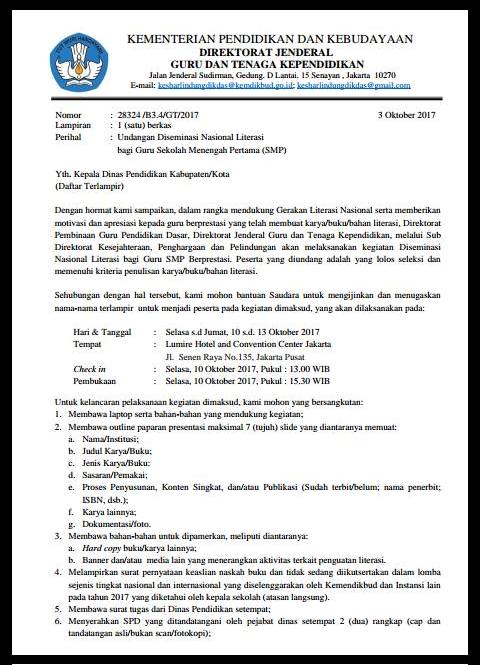 KEMENTERIAN PENDIDIKAN DAN KEBUDAYAAN
DIREKTORAT JENDERAL
GURU DAN TENAGA KEPENDIDIKAN
Jalan Jenderal Sudirman, Gedung. D Lantai. 15 Senayan , Jakarta 10270
E-mail: kesharlindungdikdas@kemdikbud.go.id; kesharlindungdikdas@gmail.com
Nomor : 28324 /B3.4/GT/2017 3 Oktober 2017
Lampiran : 1 (satu) berkas
Perihal : Undangan Diseminasi Nasional Literasi
bagi Guru Sekolah Menengah Pertama (SMP)
Yth. Kepala Dinas Pendidikan Kabupaten/Kota
(Daftar Terlampir)
Dengan hormat kami sampaikan, dalam rangka mendukung Gerakan Literasi Nasional serta memberikan
motivasi dan apresiasi kepada guru berprestasi yang telah membuat karya/buku/bahan literasi, Direktorat
Pembinaan Guru Pendidikan Dasar, Direktorat Jenderal Guru dan Tenaga Kependidikan, melalui Sub
Direktorat Kesejahteraan, Penghargaan dan Pelindungan akan melaksanakan kegiatan Diseminasi
Nasional Literasi bagi Guru SMP Berprestasi. Peserta yang diundang adalah yang lolos seleksi dan
memenuhi kriteria penulisan karya/buku/bahan literasi.
Sehubungan dengan hal tersebut, kami mohon bantuan Saudara untuk mengijinkan dan menugaskan
nama-nama terlampir untuk menjadi peserta pada kegiatan dimaksud, yang akan dilaksanakan pada:
Hari & Tanggal : Selasa s.d Jumat, 10 s.d. 13 Oktober 2017
Tempat : Lumire Hotel and Convention Center Jakarta
Jl. Senen Raya No.135, Jakarta Pusat
Check in : Selasa, 10 Oktober 2017, Pukul : 13.00 WIB
Pembukaan : Selasa, 10 Oktober 2017, Pukul : 15.30 WIB
Untuk kelancaran pelaksanaan kegiatan dimaksud, kami mohon yang bersangkutan:
1. Membawa laptop serta bahan-bahan yang mendukung kegiatan;
2. Membawa outline paparan presentasi maksimal 7 (tujuh) slide yang diantaranya memuat:
a. Nama/Institusi;
b. Judul Karya/Buku;
c. Jenis Karya/Buku:
d. Sasaran/Pemakai;
e. Proses Penyusunan, Konten Singkat, dan/atau Publikasi (Sudah terbit/belum; nama penerbit;
ISBN, dsb.);
f. Karya lainnya;
g. Dokumentasi/foto.
3. Membawa bahan-bahan untuk dipamerkan, meliputi diantaranya:
a. Hard copy buku/karya lainnya;
b. Banner dan/atau media lain yang menerangkan aktivitas terkait penguatan literasi.
4. Melampirkan surat pernyataan keaslian naskah buku dan tidak sedang diikutsertakan dalam lomba
sejenis tingkat nasional dan internasional yang diselenggarakan oleh Kemendikbud dan Instansi lain
pada tahun 2017 yang diketahui oleh kepala sekolah (atasan langsung).
5. Membawa surat tugas dari Dinas Pendidikan setempat;
6. Menyerahkan SPD yang ditandatangani oleh pejabat dinas setempat 2 (dua) rangkap (cap dan
tandatangan asli/bukan scan/fotokopi);